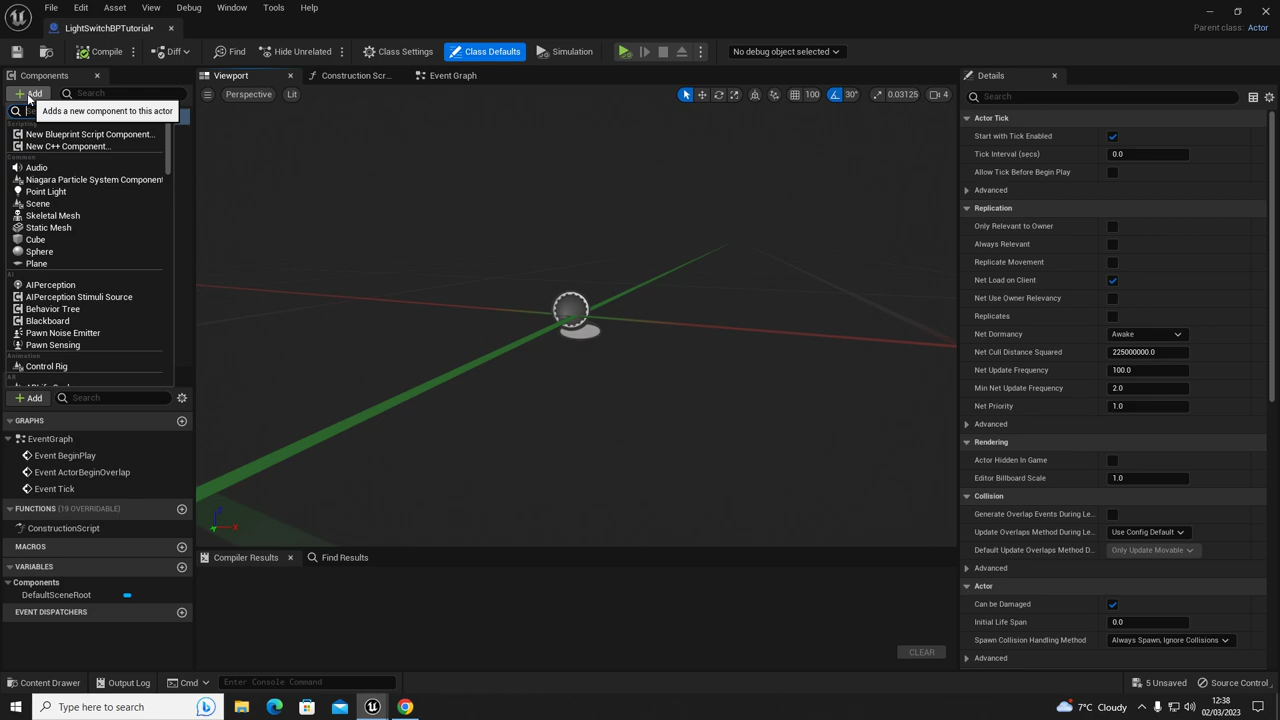 File Edit Asset View Debug Window Tools Help
LightSwitchBPTutorial*
Parent class: Actor
Compile Diff Find Hide Unrelated Class Settings Class Defaults Simulation No debug object selected
Components
Viewport Construction Scr... Event Graph
Details
Add Search
Perspective Lit
100 30° 0.03125 4
Search
Adds a new component to this actor
New Blueprint Script Component...
New C++ Component...
Common
Audio
Niagara Particle System Component
Point Light
Scene
Skeletal Mesh
Static Mesh
Cube
Sphere
Plane
AI
AIPerception
AIPerception Stimuli Source
Behavior Tree
Blackboard
Pawn Noise Emitter
Pawn Sensing
Animation
Control Rig
AR
Add Search
GRAPHS
EventGraph
Event BeginPlay
Event ActorBeginOverlap
Event Tick
FUNCTIONS (19 OVERRIDABLE)
ConstructionScript
MACROS
VARIABLES
Components
DefaultSceneRoot
EVENT DISPATCHERS
Z
X
Compiler Results Find Results
CLEAR
Actor Tick
Start with Tick Enabled
Tick Interval (secs) 0.0
Allow Tick Before Begin Play
Advanced
Replication
Only Relevant to Owner
Always Relevant
Replicate Movement
Net Load on Client
Net Use Owner Relevancy
Replicates
Net Dormancy Awake
Net Cull Distance Squared 225000000.0
Net Update Frequency 100.0
Min Net Update Frequency 2.0
Net Priority 1.0
Advanced
Rendering
Actor Hidden In Game
Editor Billboard Scale 1.0
Collision
Generate Overlap Events During Le...
Update Overlaps Method During Le... Use Config Default
Default Update Overlaps Method D... Only Update Movable
Advanced
Actor
Can be Damaged
Initial Life Span 0.0
Spawn Collision Handling Method Always Spawn, Ignore Collisions
Advanced
Content Drawer Output Log Cmd Enter Console Command
5 Unsaved Source Control
Type here to search
7°C Cloudy
12:38
02/03/2023